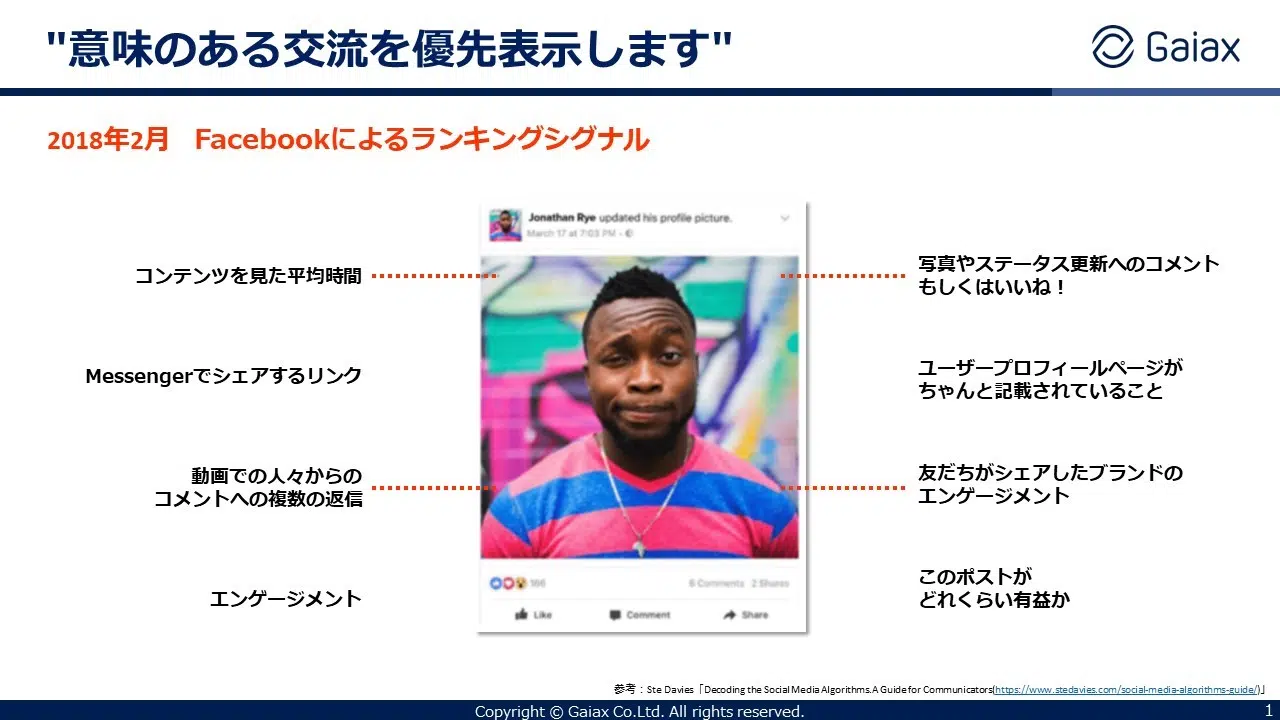 "意味のある交流を優先表示します"
Gaiax
2018年2月 Facebookによるランキングシグナル
コンテンツを見た平均時間
Messengerでシェアするリンク
動画での人々からの
コメントへの複数の返信
エンゲージメント
Jonathan Rye updated his profile picture.
March 17 at 7:03 PM
166
6 Comments 2 Shares
Like Comment Share
写真やステータス更新へのコメント
もしくはいいね！
ユーザープロフィールページが
ちゃんと記載されていること
友だちがシェアしたブランドの
エンゲージメント
このポストが
どれくらい有益か
参考：Ste Davies「Decoding the Social Media Algorithms.A Guide for Communicators(https://www.stedavies.com/social-media-algorithms-guide/)」
Copyright © Gaiax Co.Ltd. All rights reserved.
1